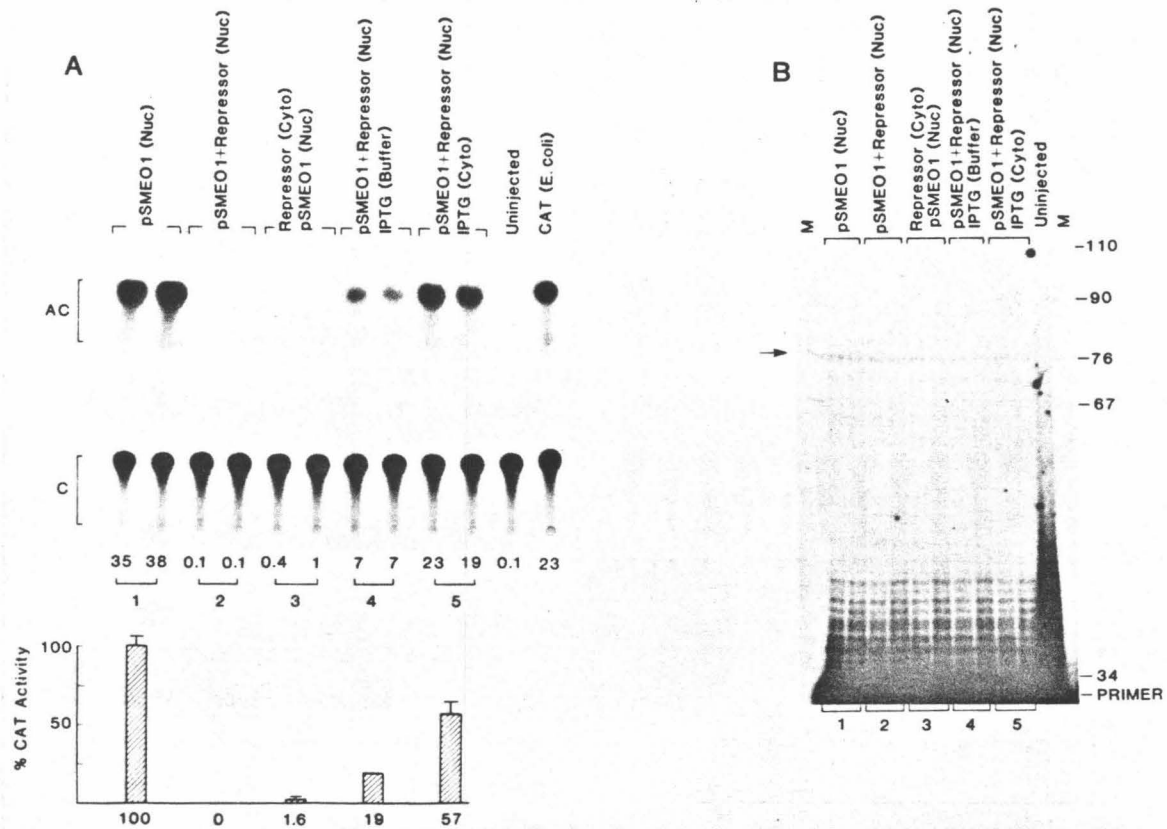 A
pSMEO1 (Nuc)
pSMEO1+Repressor (Nuc)
Repressor (Cyto)
pSMEO1 (Nuc)
pSMEO1+Repressor (Nuc)
IPTG (Buffer)
pSMEO1+Repressor (Nuc)
IPTG (Cyto)
Uninjected
CAT (E. coli)
AC
C
35 38 0.1 0.1 0.4 1 7 7 23 19 0.1 23
1 2 3 4 5
% CAT Activity
100
50
100 0 1.6 19 57
B
M
pSMEO1 (Nuc)
pSMEO1+Repressor (Nuc)
Repressor (Cyto)
pSMEO1 (Nuc)
pSMEO1+Repressor (Nuc)
IPTG (Buffer)
pSMEO1+Repressor (Nuc)
IPTG (Cyto)
Uninjected
M
-110
-90
-76
-67
-34
-PRIMER
1 2 3 4 5